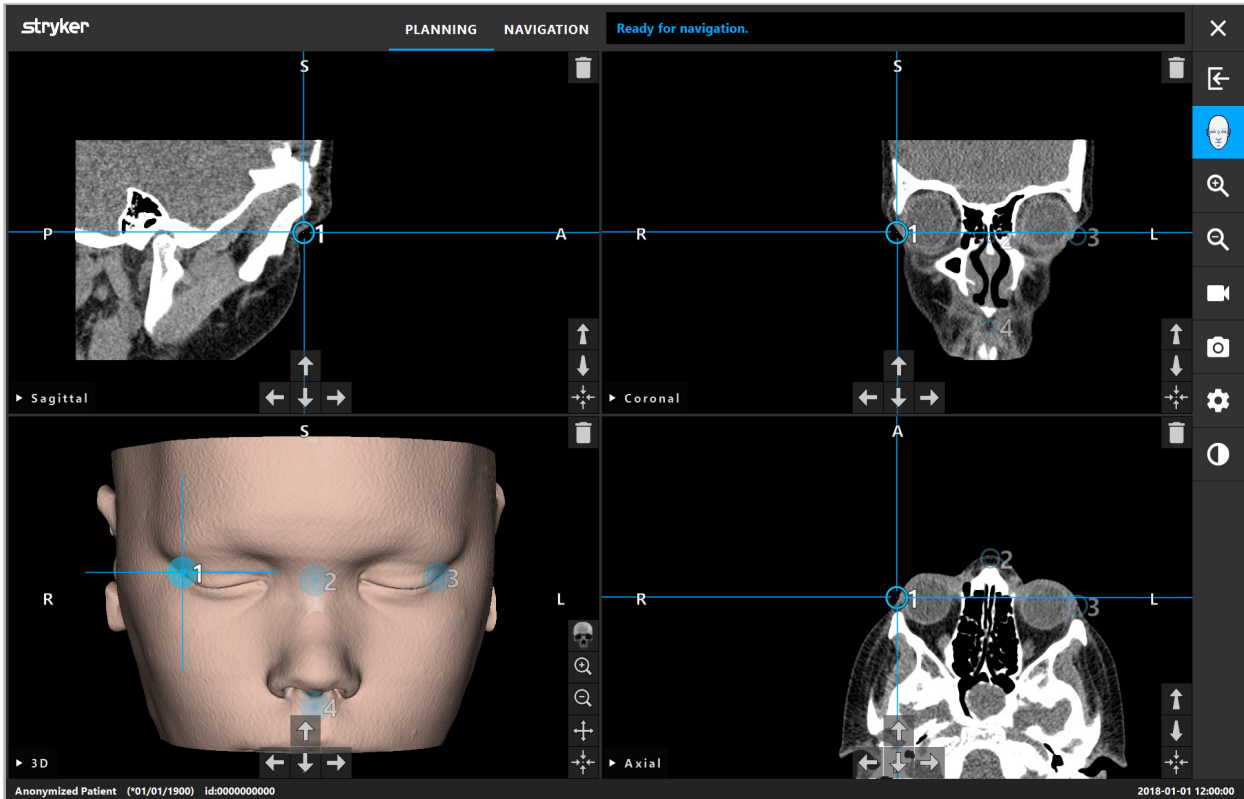 stryker
PLANNING NAVIGATION Ready for navigation.
S
P 1 A
Sagittal
S
R 1 2 3 L
4
Coronal
S
1 2 3
R L
4
3D
A
2
R 1 3 L
Axial
Anonymized Patient (*01/01/1900) id:0000000000 2018-01-01 12:00:00